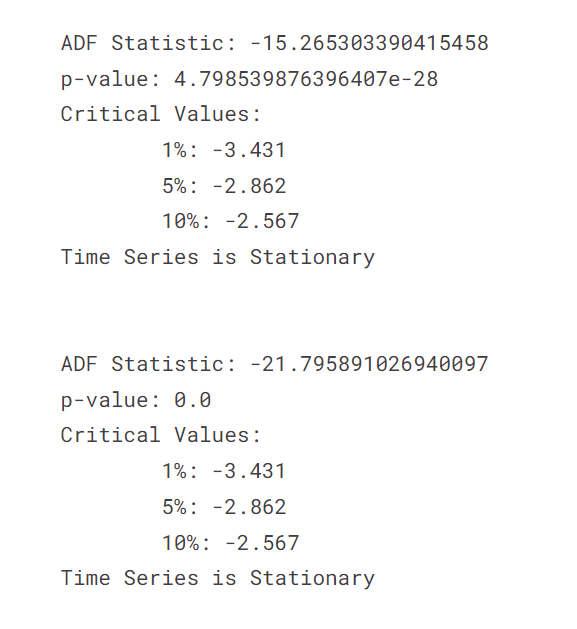 ADF Statistic: -15.265303390415458
p-value: 4.798539876396407e-28
Critical Values:
1%: -3.431
5%: -2.862
10%: -2.567
Time Series is Stationary
ADF Statistic: -21.795891026940097
p-value: 0.0
Critical Values:
1%: -3.431
5%: -2.862
10%: -2.567
Time Series is Stationary